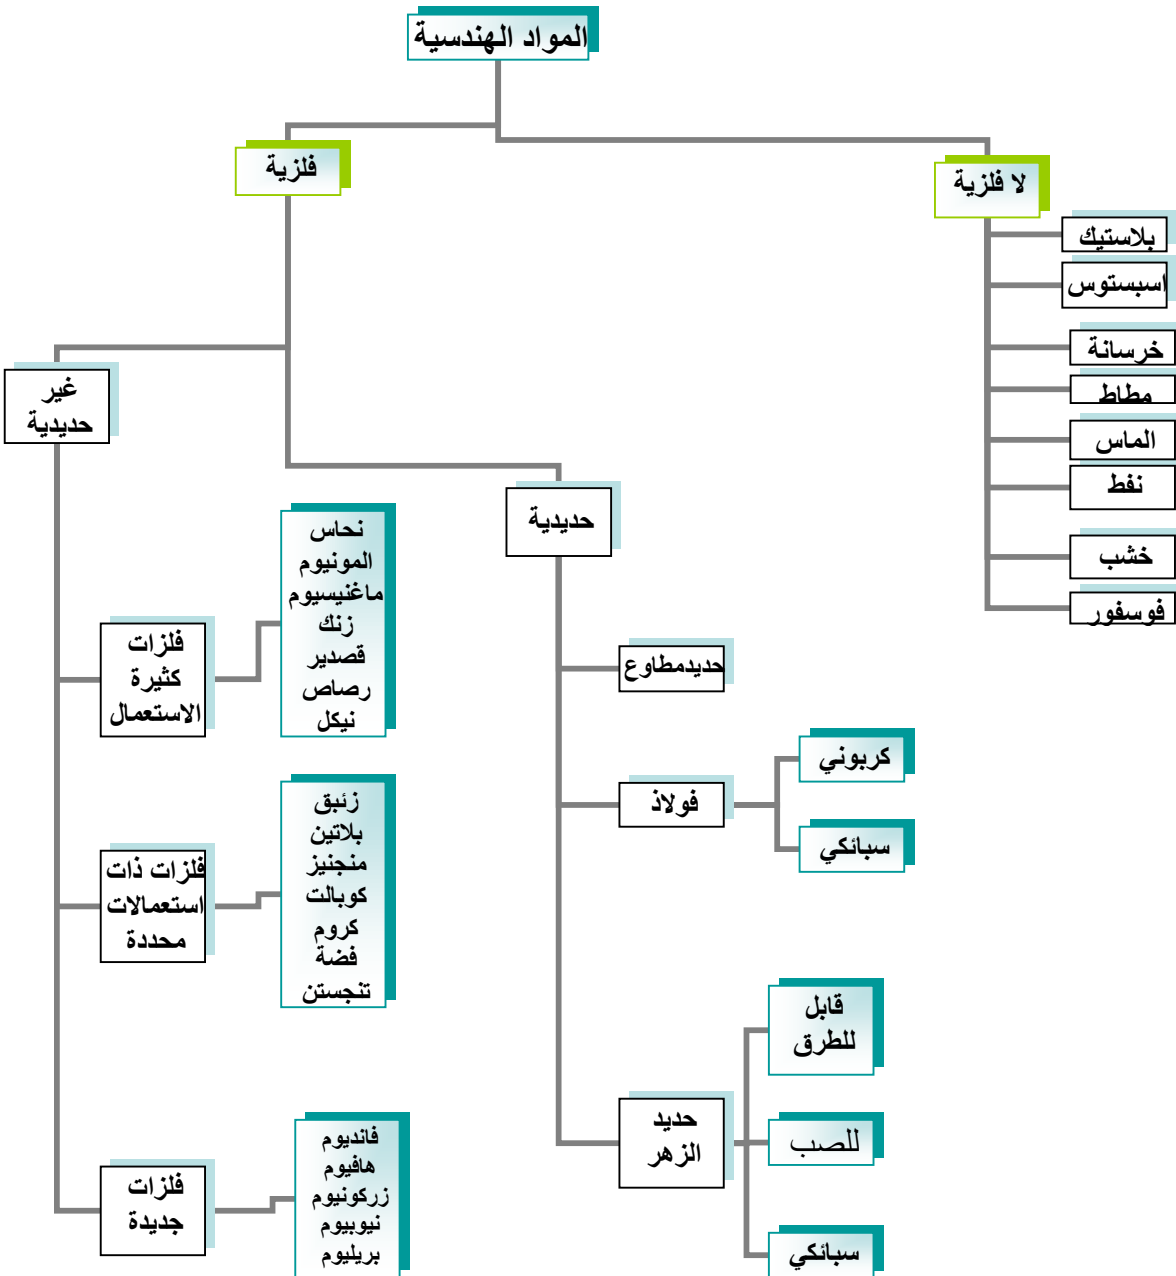 المواد الهندسية
لا فلزية
بلاستيك
اسبستوس
خرسانة
مطاط
الماس
نفط
خشب
فوسفور
فلزية
حديدية
حديدمطاوع
فولاذ
كربوني
سبائكي
حديد
الزهر
قابل
للطرق
للصب
سبائكي
غير
حديدية
فلزات
كثيرة
الاستعمال
نحاس
المونيوم
ماغنيسيوم
زنك
قصدير
رصاص
نيكل
فلزات ذات
استعمالات
محددة
زئبق
بلاتين
منجنيز
كوبالت
كروم
فضة
تنجستن
فلزات
جديدة
فانديوم
هافيوم
زركونيوم
نيوبيوم
بريليوم